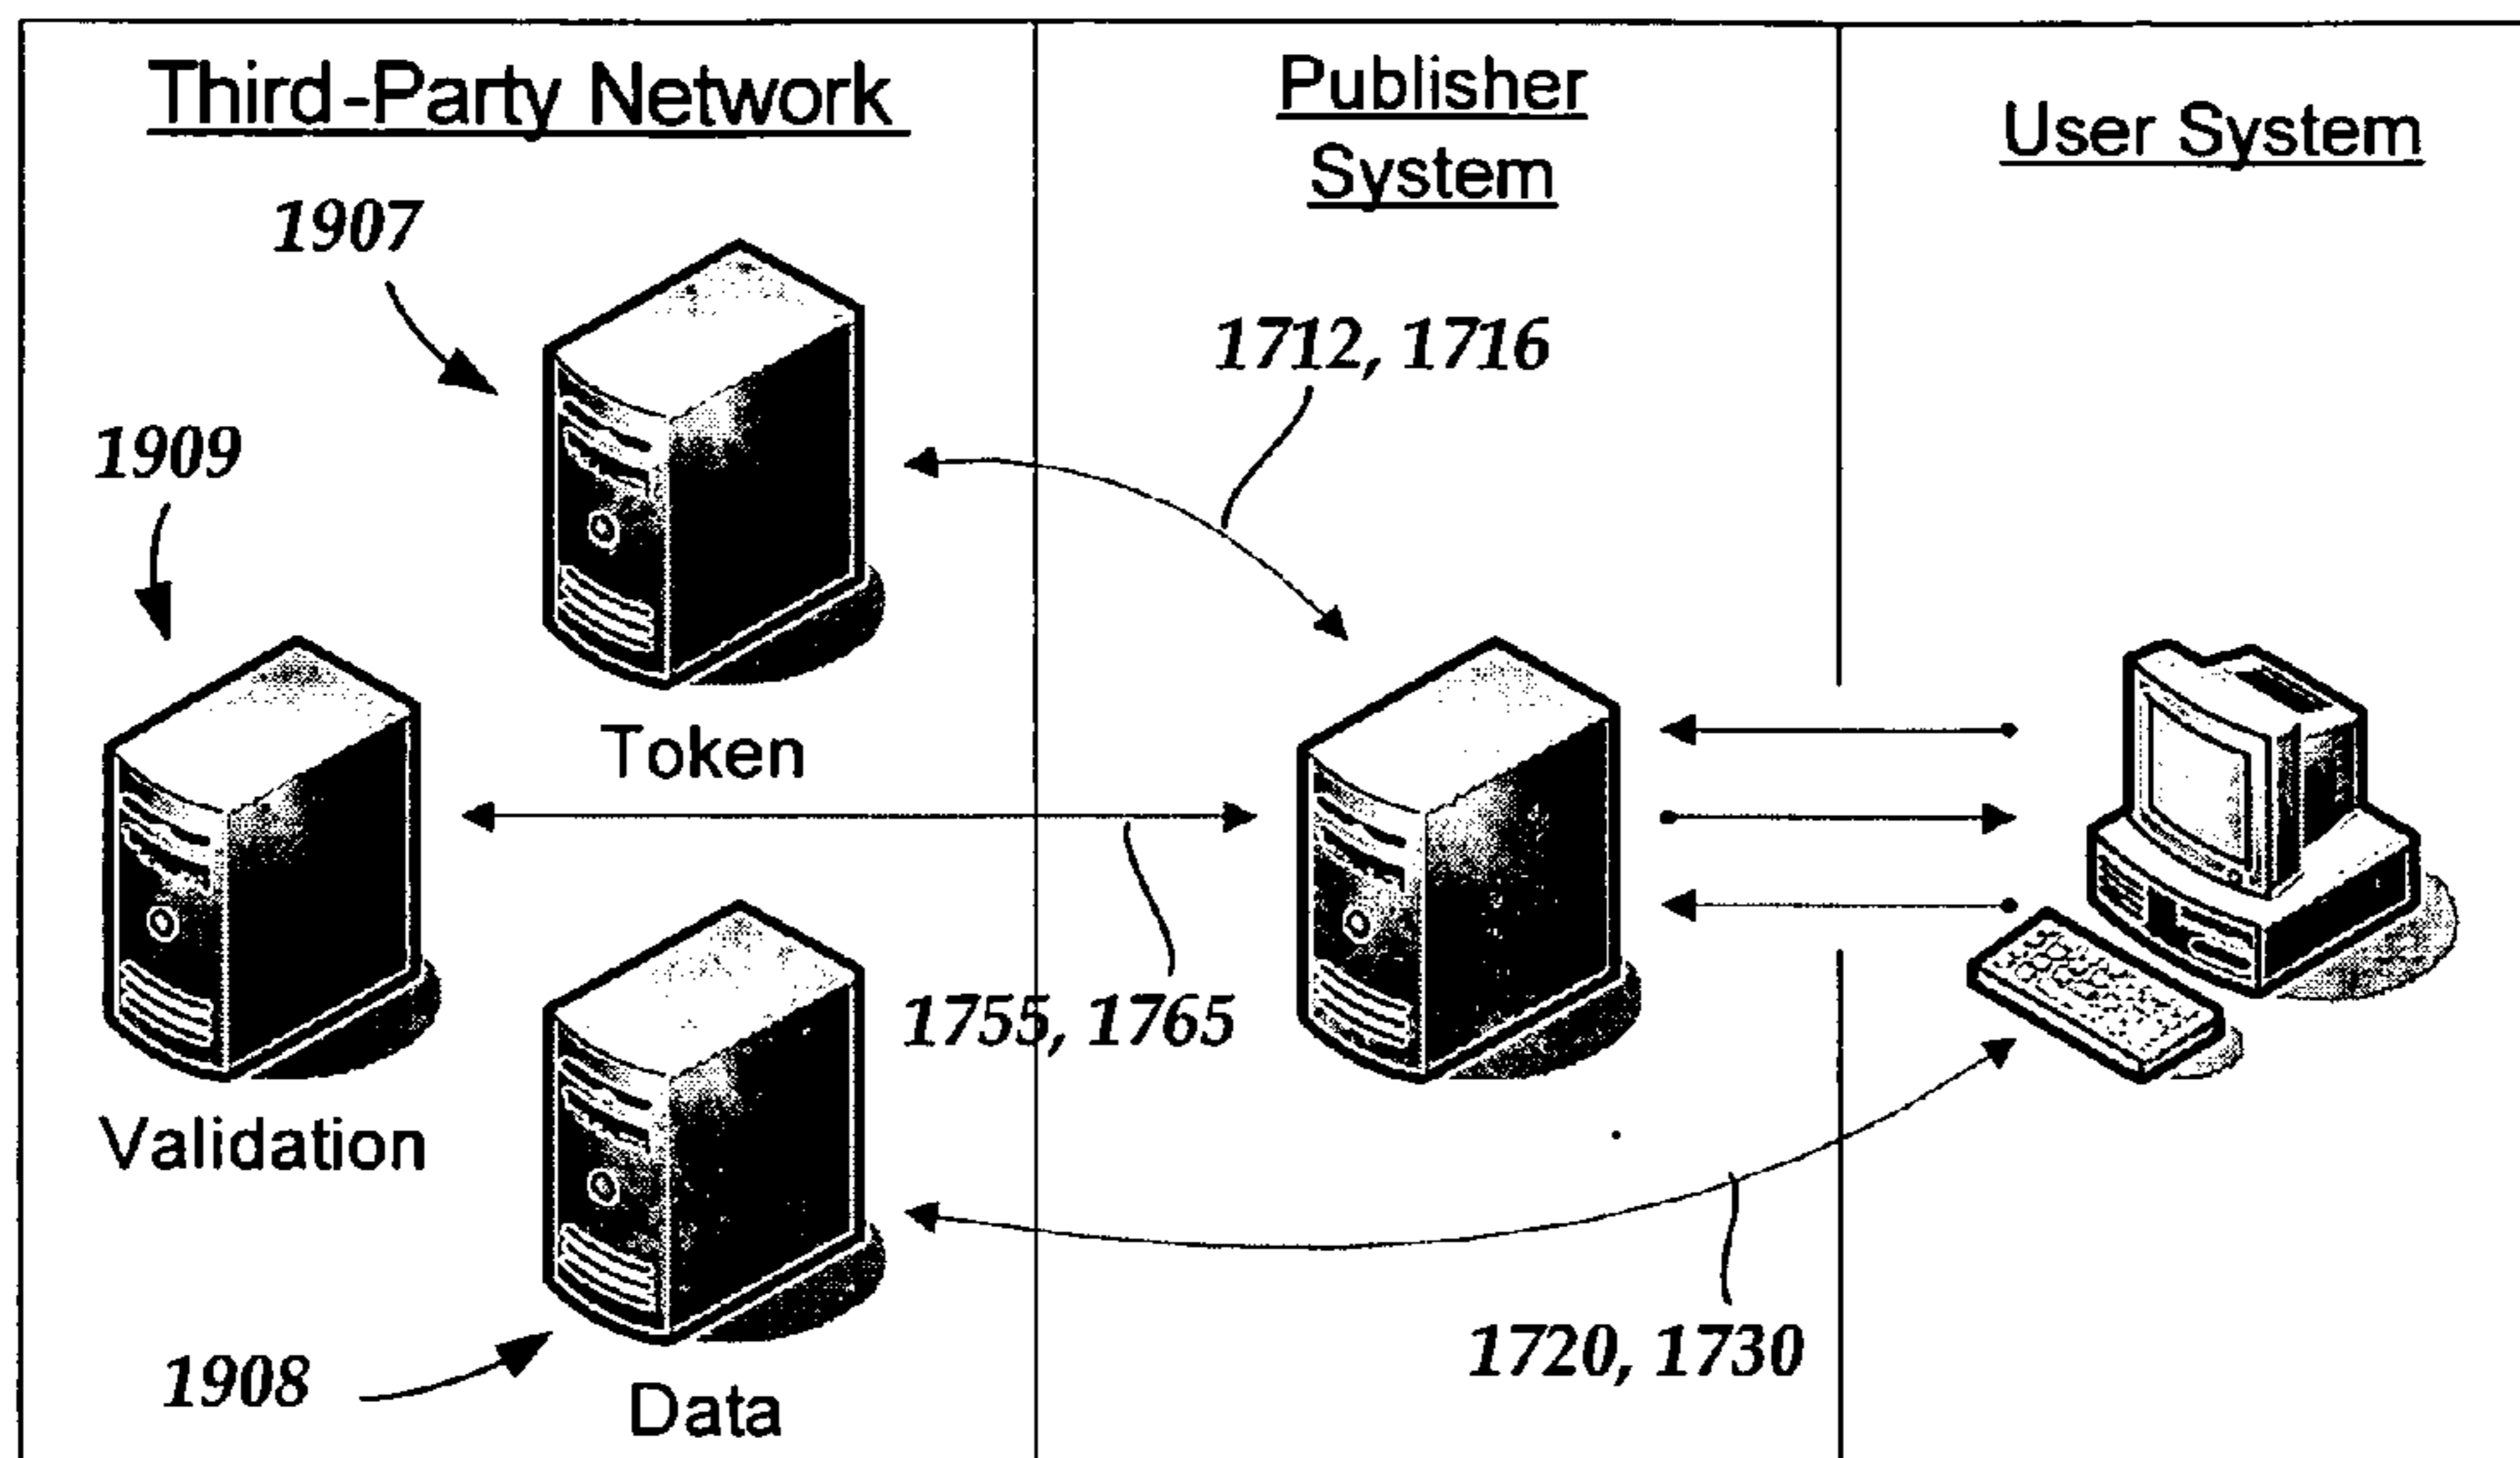 Third-Party Network
Publisher
System
User System
1907
1712, 1716
1909
Token
1755, 1765
Validation
1720, 1730
1908
Data